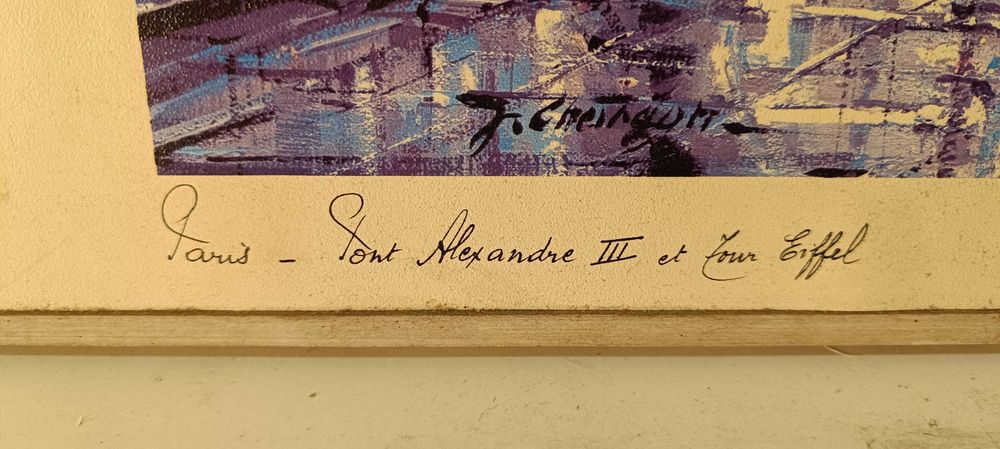 J.
Paris - Pont Alexandre III et Tour Eiffel